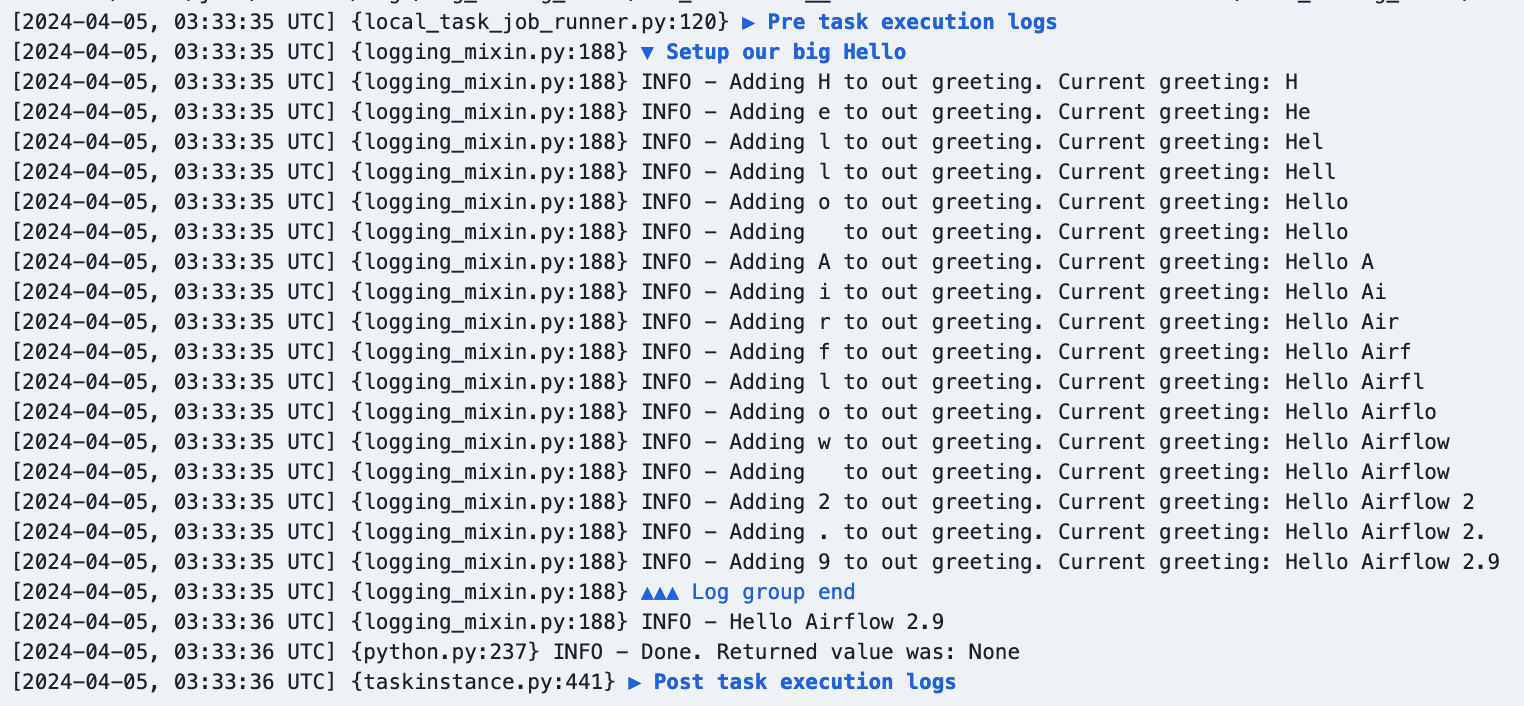 [2024-04-05, 03:33:35 UTC] {local_task_job_runner.py:120} ▶ Pre task execution logs
[2024-04-05, 03:33:35 UTC] {logging_mixin.py:188} ▼ Setup our big Hello
[2024-04-05, 03:33:35 UTC] {logging_mixin.py:188} INFO - Adding H to out greeting. Current greeting: H
[2024-04-05, 03:33:35 UTC] {logging_mixin.py:188} INFO - Adding e to out greeting. Current greeting: He
[2024-04-05, 03:33:35 UTC] {logging_mixin.py:188} INFO - Adding l to out greeting. Current greeting: Hel
[2024-04-05, 03:33:35 UTC] {logging_mixin.py:188} INFO - Adding l to out greeting. Current greeting: Hell
[2024-04-05, 03:33:35 UTC] {logging_mixin.py:188} INFO - Adding o to out greeting. Current greeting: Hello
[2024-04-05, 03:33:35 UTC] {logging_mixin.py:188} INFO - Adding   to out greeting. Current greeting: Hello
[2024-04-05, 03:33:35 UTC] {logging_mixin.py:188} INFO - Adding A to out greeting. Current greeting: Hello A
[2024-04-05, 03:33:35 UTC] {logging_mixin.py:188} INFO - Adding i to out greeting. Current greeting: Hello Ai
[2024-04-05, 03:33:35 UTC] {logging_mixin.py:188} INFO - Adding r to out greeting. Current greeting: Hello Air
[2024-04-05, 03:33:35 UTC] {logging_mixin.py:188} INFO - Adding f to out greeting. Current greeting: Hello Airf
[2024-04-05, 03:33:35 UTC] {logging_mixin.py:188} INFO - Adding l to out greeting. Current greeting: Hello Airfl
[2024-04-05, 03:33:35 UTC] {logging_mixin.py:188} INFO - Adding o to out greeting. Current greeting: Hello Airflo
[2024-04-05, 03:33:35 UTC] {logging_mixin.py:188} INFO - Adding w to out greeting. Current greeting: Hello Airflow
[2024-04-05, 03:33:35 UTC] {logging_mixin.py:188} INFO - Adding   to out greeting. Current greeting: Hello Airflow
[2024-04-05, 03:33:35 UTC] {logging_mixin.py:188} INFO - Adding 2 to out greeting. Current greeting: Hello Airflow 2
[2024-04-05, 03:33:35 UTC] {logging_mixin.py:188} INFO - Adding . to out greeting. Current greeting: Hello Airflow 2.
[2024-04-05, 03:33:35 UTC] {logging_mixin.py:188} INFO - Adding 9 to out greeting. Current greeting: Hello Airflow 2.9
[2024-04-05, 03:33:35 UTC] {logging_mixin.py:188} ▲▲▲ Log group end
[2024-04-05, 03:33:36 UTC] {logging_mixin.py:188} INFO - Hello Airflow 2.9
[2024-04-05, 03:33:36 UTC] {python.py:237} INFO - Done. Returned value was: None
[2024-04-05, 03:33:36 UTC] {taskinstance.py:441} ▶ Post task execution logs